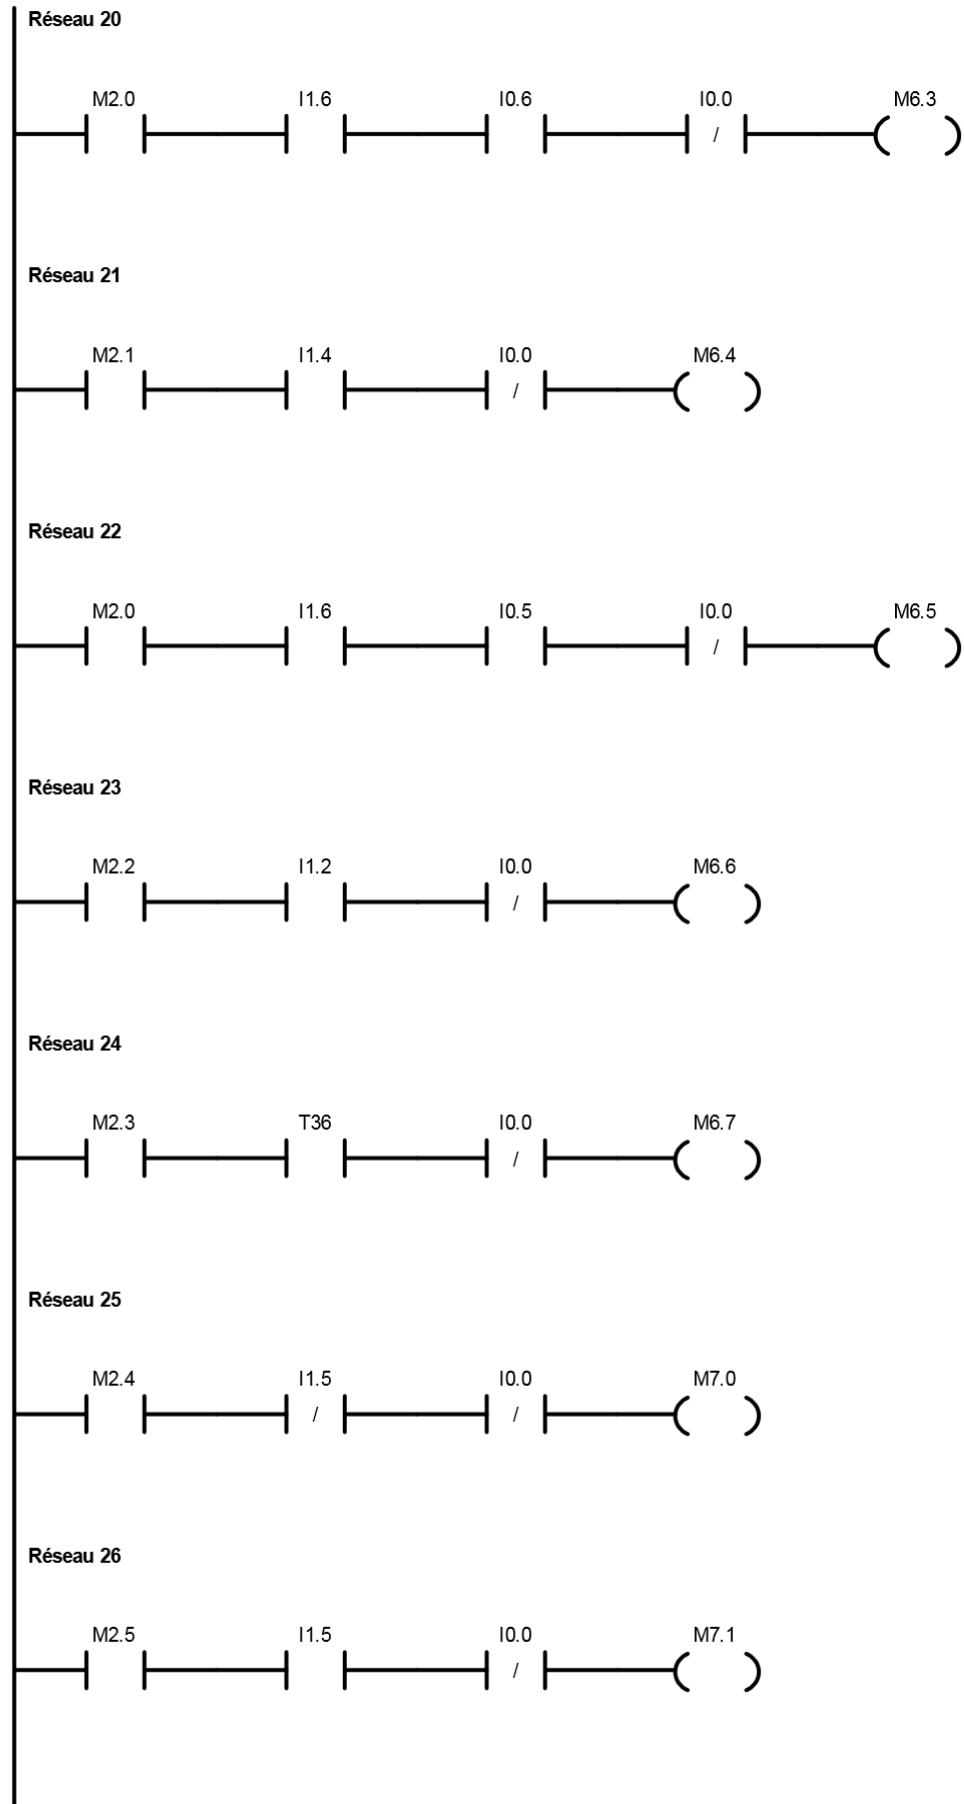 Réseau 20
M2.0 I1.6 I0.6 I0.0 M6.3
/
Réseau 21
M2.1 I1.4 I0.0 M6.4
/
Réseau 22
M2.0 I1.6 I0.5 I0.0 M6.5
/
Réseau 23
M2.2 I1.2 I0.0 M6.6
/
Réseau 24
M2.3 T36 I0.0 M6.7
/
Réseau 25
M2.4 I1.5 I0.0 M7.0
/ /
Réseau 26
M2.5 I1.5 I0.0 M7.1
/